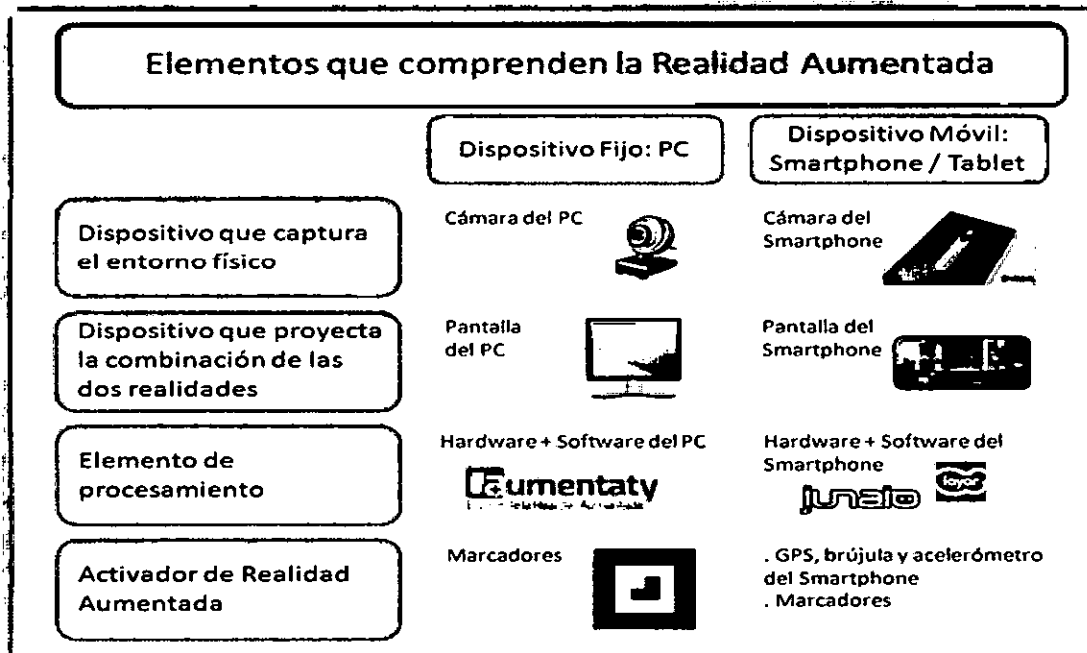 Elementos que comprenden la Realidad Aumentada
Dispositivo Fijo: PC
Dispositivo Móvil:
Smartphone / Tablet
Dispositivo que captura
el entorno físico
Cámara del PC
Cámara del
Smartphone
Dispositivo que proyecta
la combinación de las
dos realidades
Pantalla
del PC
Pantalla del
Smartphone
Elemento de
procesamiento
Hardware + Software del PC
aumentaty
Hardware + Software del
Smartphone
junaio
layar
Activador de Realidad
Aumentada
Marcadores
. GPS, brújula y acelerómetro
del Smartphone
. Marcadores